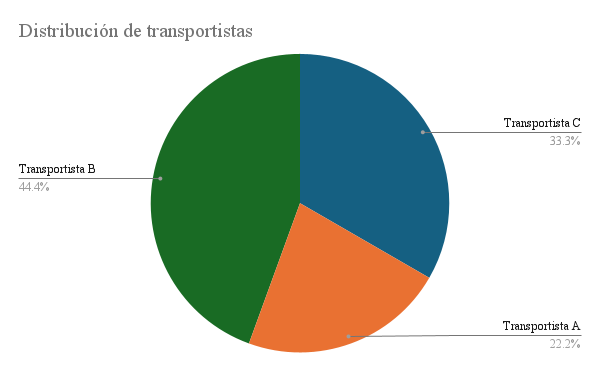 Distribución de transportistas
Transportista C
33.3%
Transportista B
44.4%
Transportista A
22.2%